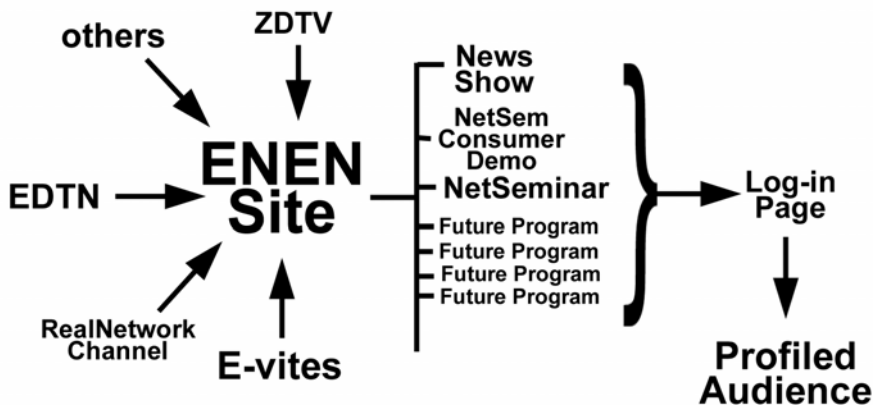 others
ZDTV
EDTN
ENEN
Site
RealNetwork
Channel
E-vites
News
Show
NetSem
Consumer
Demo
NetSeminar
Future Program
Future Program
Future Program
Future Program
Log-in
Page
Profiled
Audience